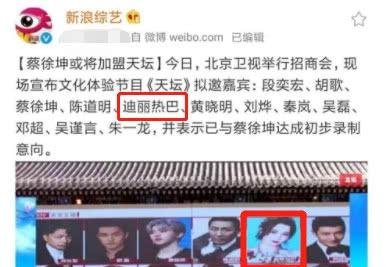 新浪综艺
自 微博 weibo.com 已编辑
【蔡徐坤或将加盟天坛】今日，北京卫视举行招商会，现
场宣布文化体验节目《天坛》拟邀嘉宾：段奕宏、胡歌、
蔡徐坤、陈道明、迪丽热巴、黄晓明、刘烨、秦岚、吴磊、
邓超、吴谨言、朱一龙，并表示已与蔡徐坤达成初步录制
意向。